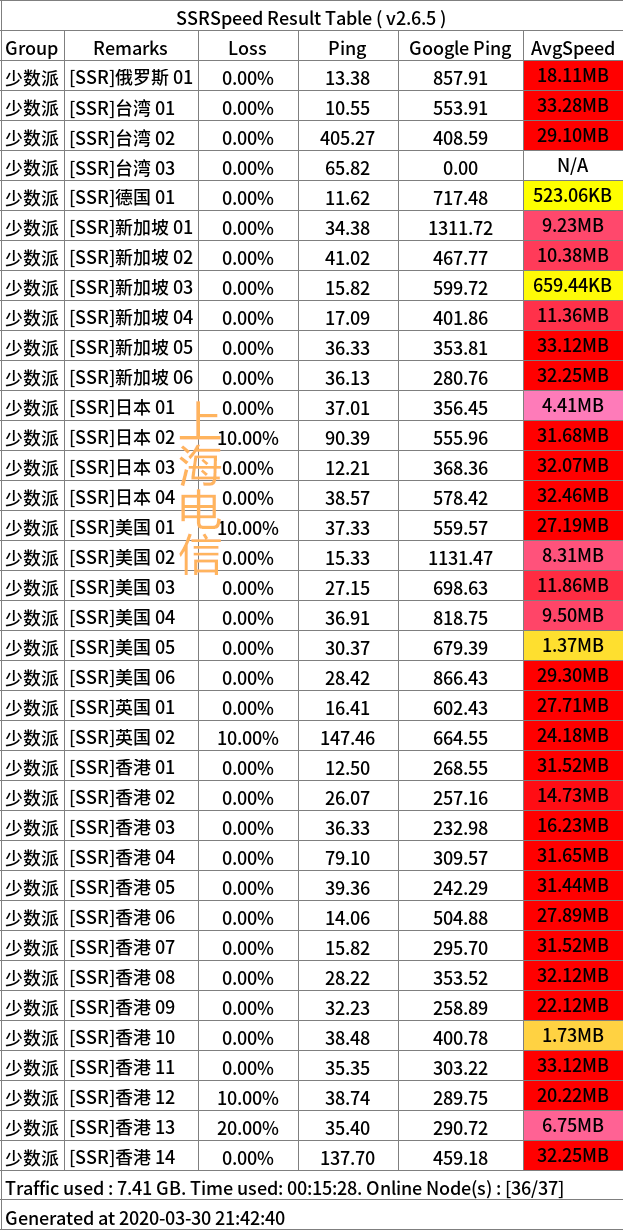 SSRSpeed Result Table ( v2.6.5 )
Group Remarks Loss Ping Google Ping AvgSpeed
少数派 [SSR]俄罗斯 01 0.00% 13.38 857.91 18.11MB
少数派 [SSR]台湾 01 0.00% 10.55 553.91 33.28MB
少数派 [SSR]台湾 02 0.00% 405.27 408.59 29.10MB
少数派 [SSR]台湾 03 0.00% 65.82 0.00 N/A
少数派 [SSR]德国 01 0.00% 11.62 717.48 523.06KB
少数派 [SSR]新加坡 01 0.00% 34.38 1311.72 9.23MB
少数派 [SSR]新加坡 02 0.00% 41.02 467.77 10.38MB
少数派 [SSR]新加坡 03 0.00% 15.82 599.72 659.44KB
少数派 [SSR]新加坡 04 0.00% 17.09 401.86 11.36MB
少数派 [SSR]新加坡 05 0.00% 36.33 353.81 33.12MB
少数派 [SSR]新加坡 06 0.00% 36.13 280.76 32.25MB
少数派 [SSR]日本 01 0.00% 37.01 356.45 4.41MB
少数派 [SSR]日本 02 10.00% 90.39 555.96 31.68MB
少数派 [SSR]日本 03 0.00% 12.21 368.36 32.07MB
少数派 [SSR]日本 04 0.00% 38.57 578.42 32.46MB
少数派 [SSR]美国 01 10.00% 37.33 559.57 27.19MB
少数派 [SSR]美国 02 0.00% 15.33 1131.47 8.31MB
少数派 [SSR]美国 03 0.00% 27.15 698.63 11.86MB
少数派 [SSR]美国 04 0.00% 36.91 818.75 9.50MB
少数派 [SSR]美国 05 0.00% 30.37 679.39 1.37MB
少数派 [SSR]美国 06 0.00% 28.42 866.43 29.30MB
少数派 [SSR]英国 01 0.00% 16.41 602.43 27.71MB
少数派 [SSR]英国 02 10.00% 147.46 664.55 24.18MB
少数派 [SSR]香港 01 0.00% 12.50 268.55 31.52MB
少数派 [SSR]香港 02 0.00% 26.07 257.16 14.73MB
少数派 [SSR]香港 03 0.00% 36.33 232.98 16.23MB
少数派 [SSR]香港 04 0.00% 79.10 309.57 31.65MB
少数派 [SSR]香港 05 0.00% 39.36 242.29 31.44MB
少数派 [SSR]香港 06 0.00% 14.06 504.88 27.89MB
少数派 [SSR]香港 07 0.00% 15.82 295.70 31.52MB
少数派 [SSR]香港 08 0.00% 28.22 353.52 32.12MB
少数派 [SSR]香港 09 0.00% 32.23 258.89 22.12MB
少数派 [SSR]香港 10 0.00% 38.48 400.78 1.73MB
少数派 [SSR]香港 11 0.00% 35.35 303.22 33.12MB
少数派 [SSR]香港 12 10.00% 38.74 289.75 20.22MB
少数派 [SSR]香港 13 20.00% 35.40 290.72 6.75MB
少数派 [SSR]香港 14 0.00% 137.70 459.18 32.25MB
Traffic used : 7.41 GB. Time used: 00:15:28. Online Node(s) : [36/37]
Generated at 2020-03-30 21:42:40
上海电信